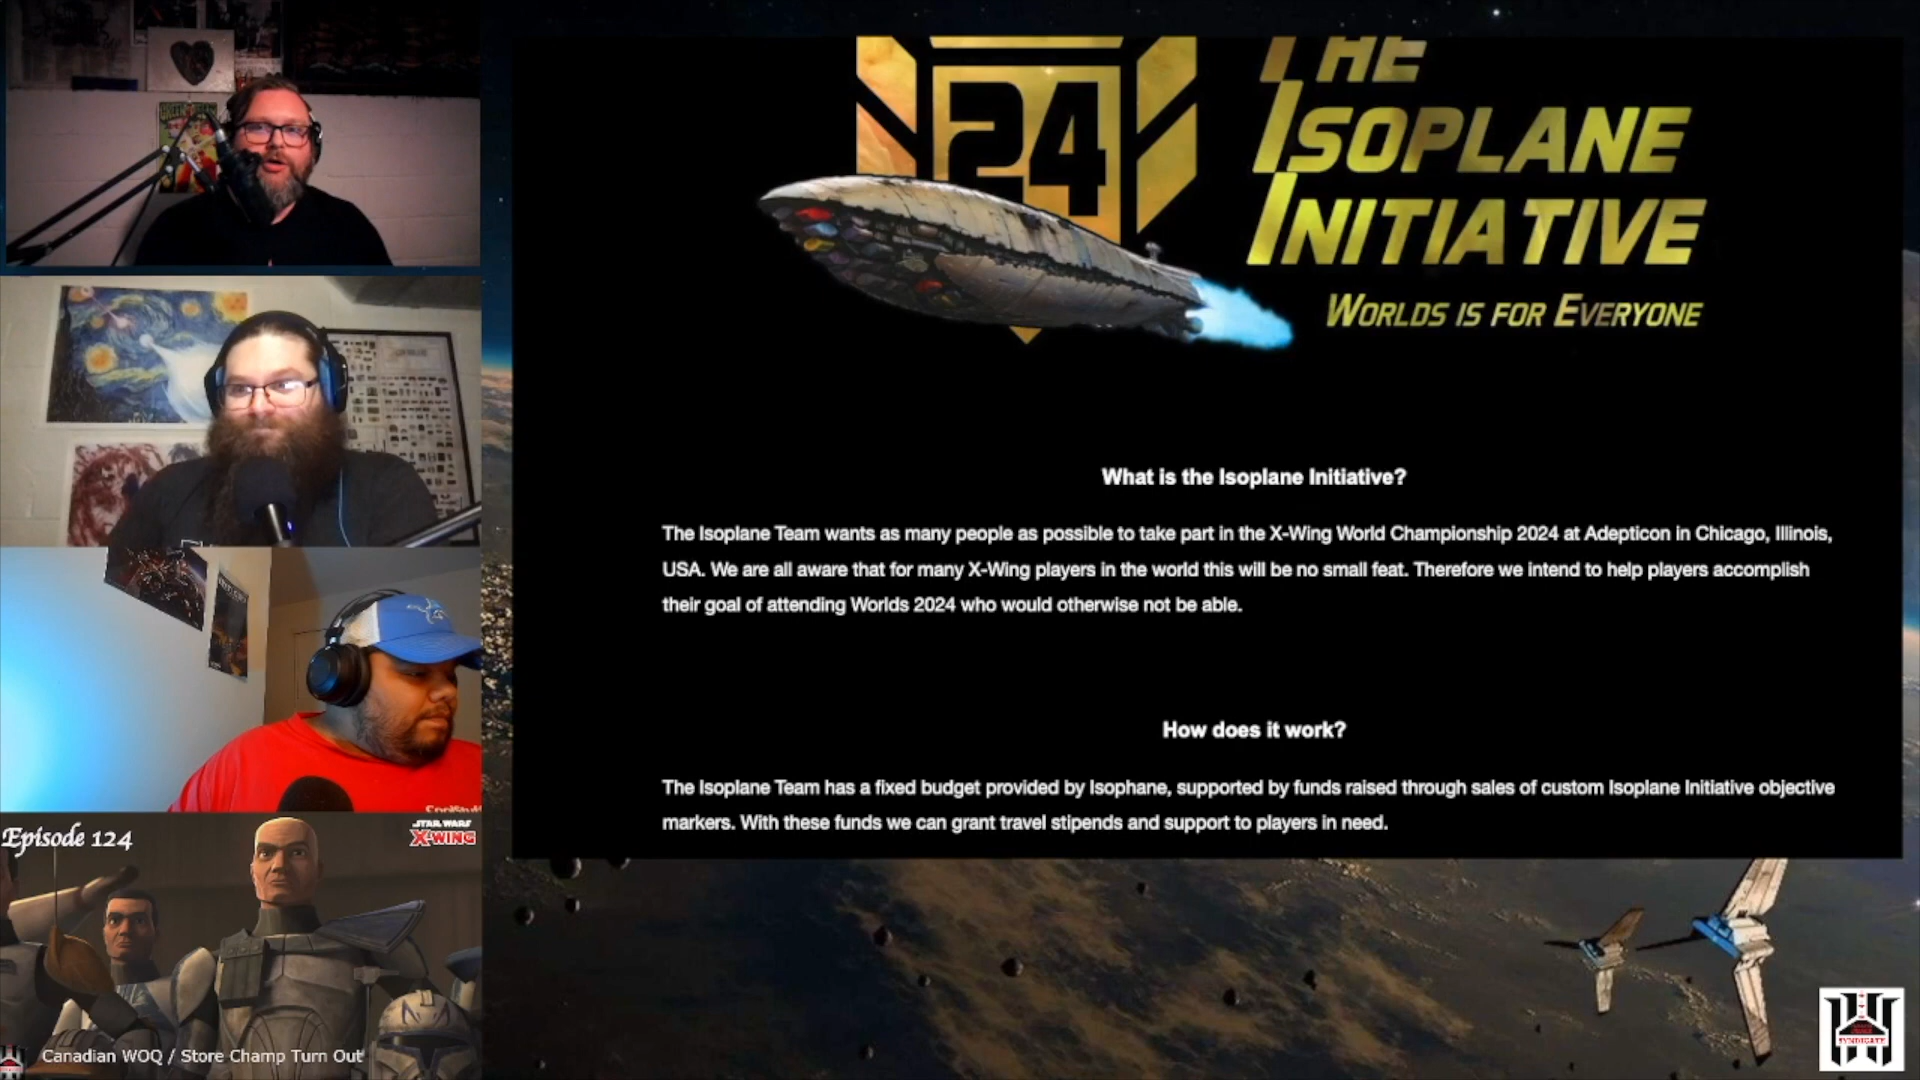 24
THE
ISOPLANE
INITIATIVE
WORLDS IS FOR EVERYONE
What is the Isoplane Initiative?
The Isoplane Team wants as many people as possible to take part in the X-Wing World Championship 2024 at Adepticon in Chicago, Illinois,
USA. We are all aware that for many X-Wing players in the world this will be no small feat. Therefore we intend to help players accomplish
their goal of attending Worlds 2024 who would otherwise not be able.
How does it work?
The Isoplane Team has a fixed budget provided by Isophane, supported by funds raised through sales of custom Isoplane Initiative objective
markers. With these funds we can grant travel stipends and support to players in need.
Episode 124
STAR WARS
X-WING
Canadian WOQ / Store Champ Turn Out
SYNDICATE